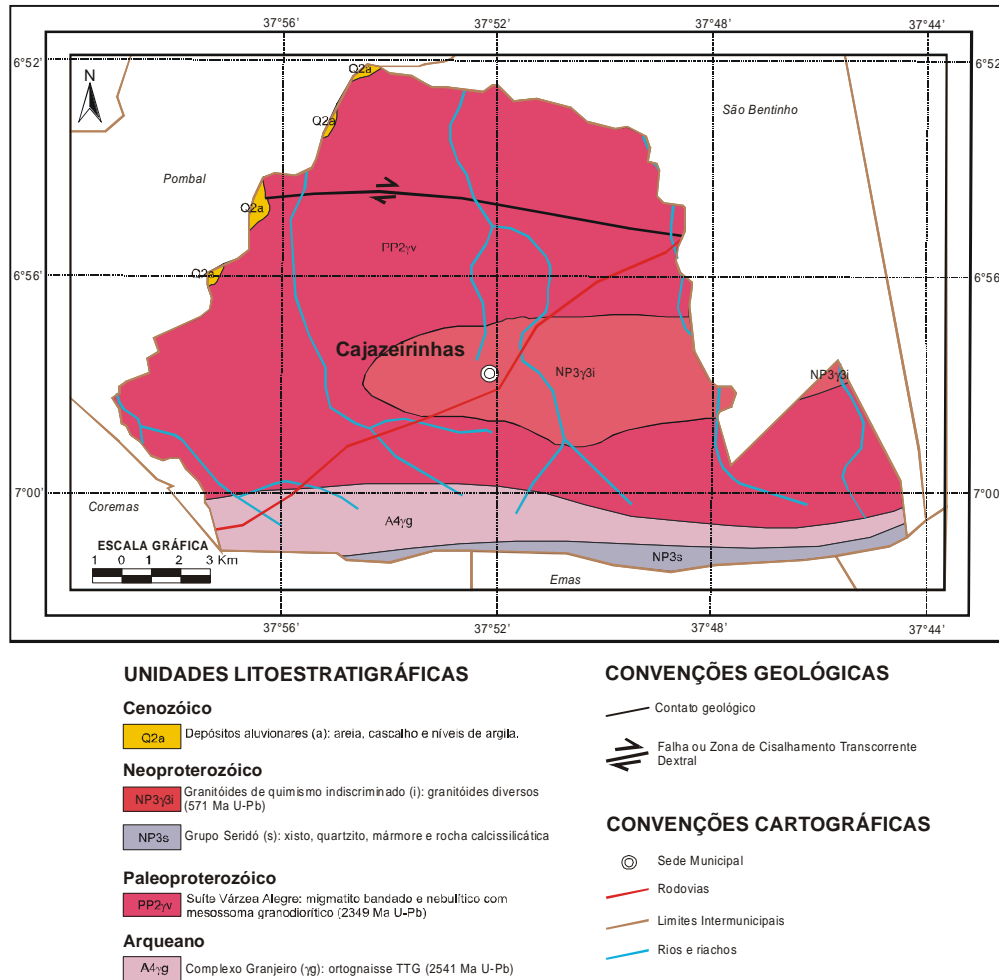 37°56'
37°52'
37°48'
37°44'
6°52'
6°52
N
Q2a
São Bentinho
Q2a
Pombal
Q2a
PP2γv
6°56'
Q2a
6°56
Cajazeirinhas
NP3γ3i
NP3γ3i
7°00'
7°00
Coremas
A4γg
ESCALA GRÁFICA
1 0 1 2 3 Km
NP3s
Emas
37°56'
37°52'
37°48'
37°44
UNIDADES LITOESTRATIGRÁFICAS
Cenozóico
Q2a Depósitos aluvionares (a): areia, cascalho e níveis de argila.
Neoproterozóico
NP3γ3i Granitóides de quimismo indiscriminado (i): granitóides diversos
(571 Ma U-Pb)
NP3s Grupo Seridó (s): xisto, quartzito, mármore e rocha calcissilicática
Paleoproterozóico
PP2γv Suíte Várzea Alegre: migmatito bandado e nebulítico com
mesossoma granodiorítico (2349 Ma U-Pb)
Arqueano
A4γg Complexo Granjeiro (γg): ortognaisse TTG (2541 Ma U-Pb)
CONVENÇÕES GEOLÓGICAS
Contato geológico
Falha ou Zona de Cisalhamento Transcorrente
Dextral
CONVENÇÕES CARTOGRÁFICAS
Sede Municipal
Rodovias
Limites Intermunicipais
Rios e riachos